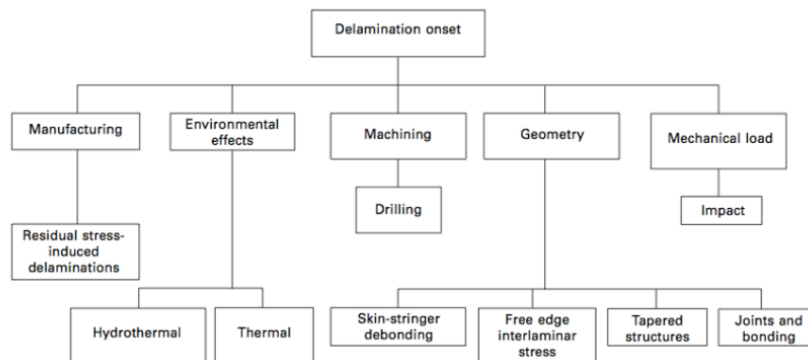 Delamination onset
Manufacturing
Environmental
effects
Machining
Geometry
Mechanical load
Drilling
Impact
Residual stress-
induced
delaminations
Hydrothermal
Thermal
Skin-stringer
debonding
Free edge
interlaminar
stress
Tapered
structures
Joints and
bonding